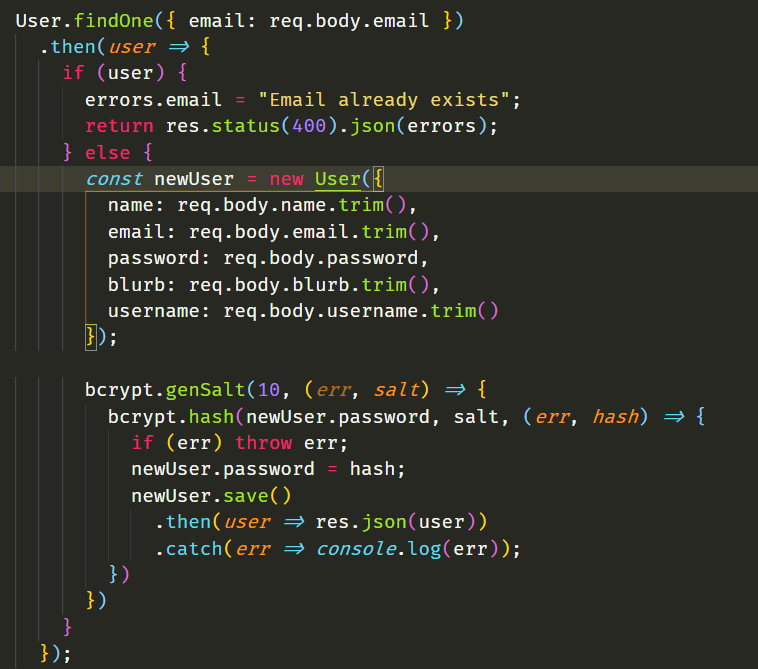 User.findOne({ email: req.body.email })
  .then(user => {
    if (user) {
      errors.email = "Email already exists";
      return res.status(400).json(errors);
    } else {
      const newUser = new User({
        name: req.body.name.trim(),
        email: req.body.email.trim(),
        password: req.body.password,
        blurb: req.body.blurb.trim(),
        username: req.body.username.trim()
      });

      bcrypt.genSalt(10, (err, salt) => {
        bcrypt.hash(newUser.password, salt, (err, hash) => {
          if (err) throw err;
          newUser.password = hash;
          newUser.save()
            .then(user => res.json(user))
            .catch(err => console.log(err));
        })
      })
    }
  });